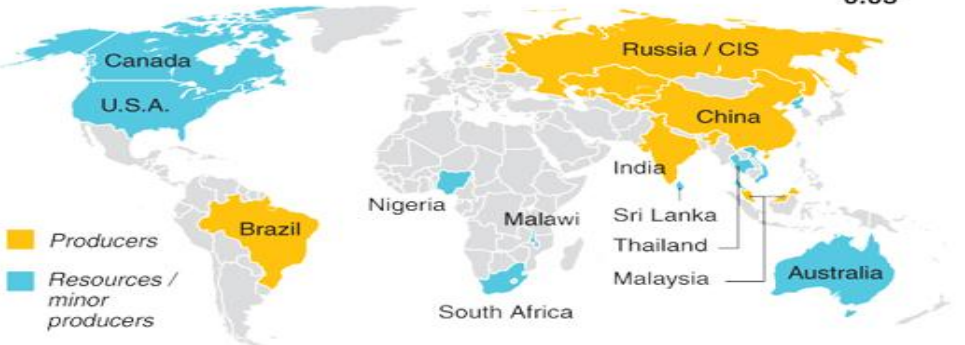 Canada
U.S.A.
Russia / CIS
China
India
Nigeria
Malawi
Sri Lanka
Brazil
Thailand
Malaysia
Australia
South Africa
Producers
Resources /
minor
producers